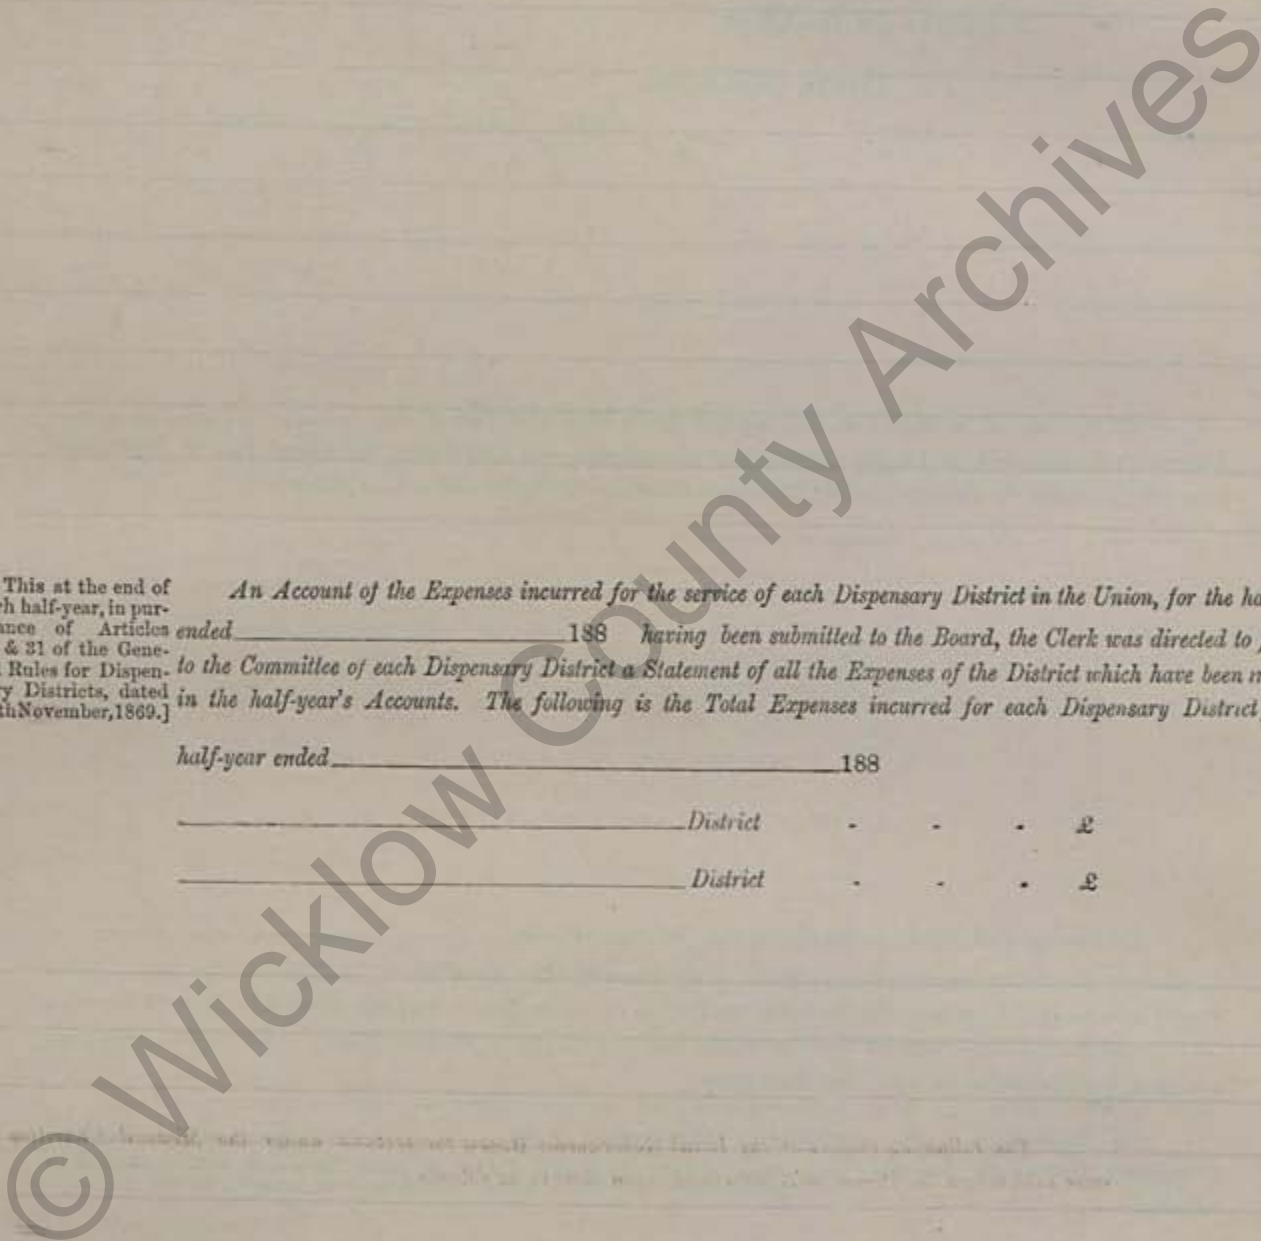 This at the end of
h half-year, in pur-
ance of Articles
& 31 of the Gene-
Rules for Dispen-
y Districts, dated
thNovember,1869.]
An Account of the Expenses incurred for the service of each Dispensary District in the Union, for the ha
ended 188 having been submitted to the Board, the Clerk was directed to
to the Committee of each Dispensary District a Statement of all the Expenses of the District which have been
in the half-year's Accounts. The following is the Total Expenses incurred for each Dispensary District
half-year ended 188
District - - - £
District - - - £
© Wicklow County Archives